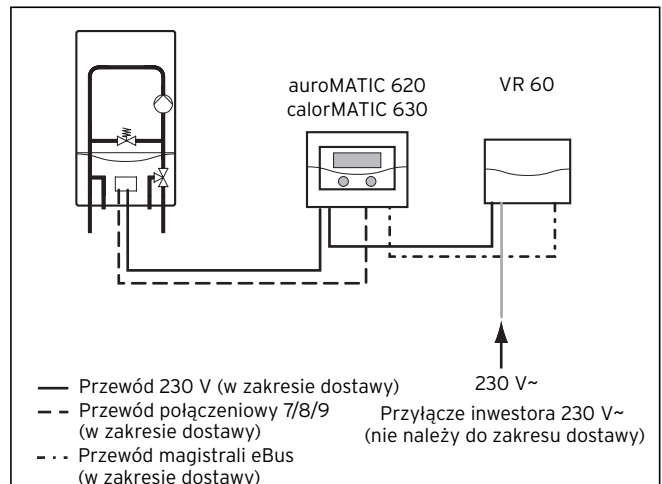 auroMATIC 620
calorMATIC 630
VR 60
230 V~
Przyłącze inwestora 230 V~
(nie należy do zakresu dostawy)
Przewód 230 V (w zakresie dostawy)
Przewód połączeniowy 7/8/9
(w zakresie dostawy)
Przewód magistrali eBus
(w zakresie dostawy)